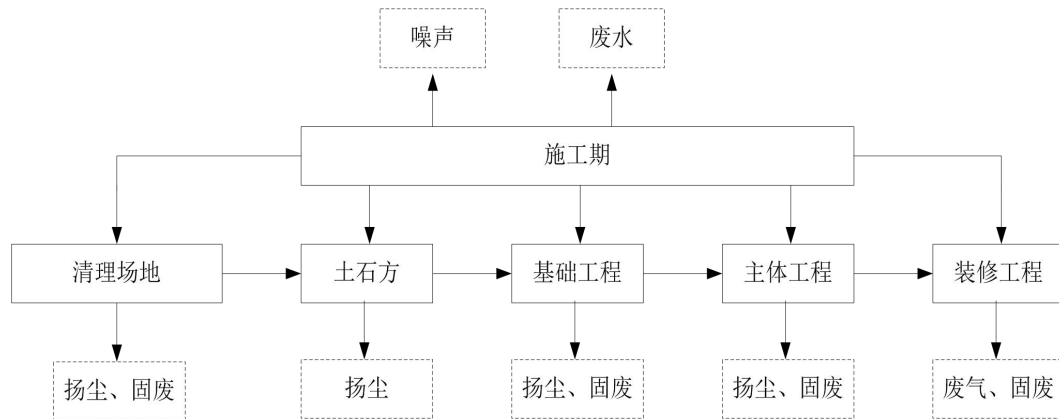 噪声
废水
施工期
清理场地
土石方
基础工程
主体工程
装修工程
扬尘、固废
扬尘
扬尘、固废
扬尘、固废
废气、固废